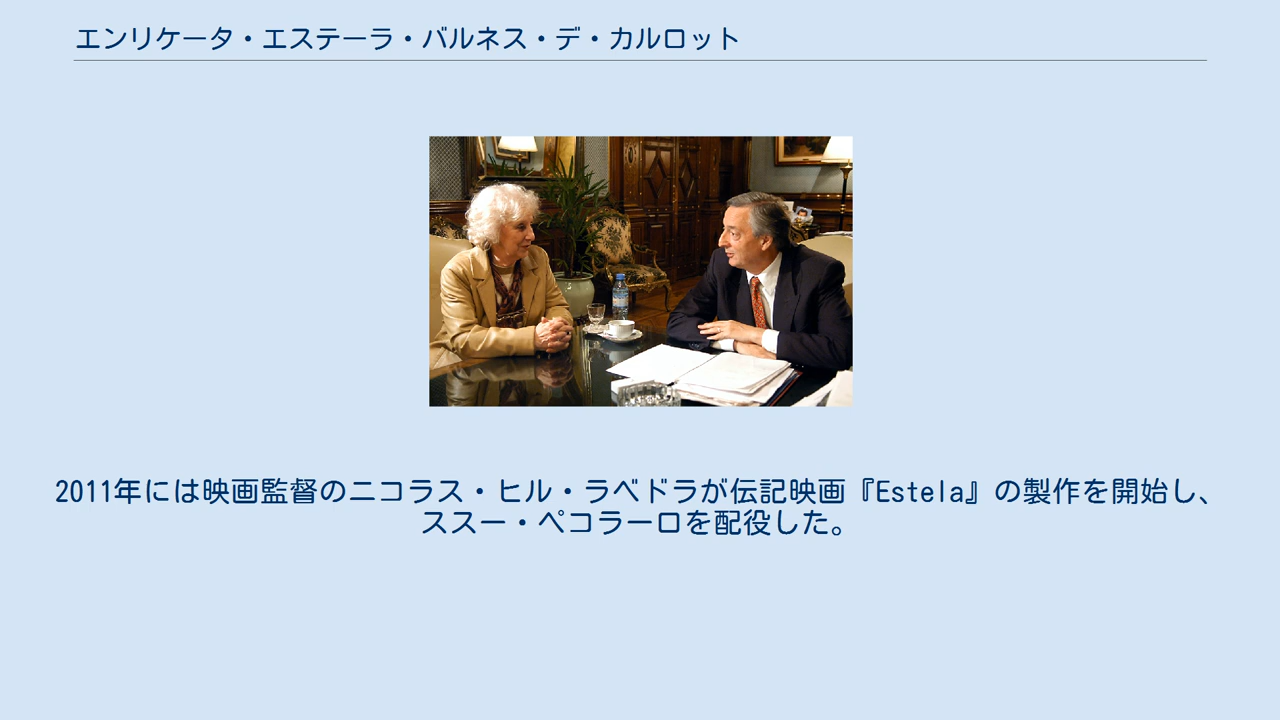 エンリケータ・エステーラ・バルネス・デ・カルロット
2011年には映画監督のニコラス・ヒル・ラベドラが伝記映画『Estela』の製作を開始し、
ススー・ペコラーロを配役した。